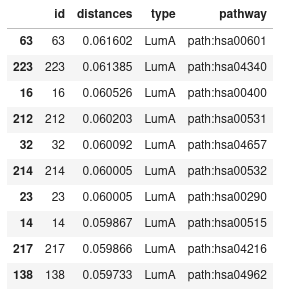 id distances type pathway
63 63 0.061602 LumA path:hsa00601
223 223 0.061385 LumA path:hsa04340
16 16 0.060526 LumA path:hsa00400
212 212 0.060203 LumA path:hsa00531
32 32 0.060092 LumA path:hsa04657
214 214 0.060005 LumA path:hsa00532
23 23 0.060005 LumA path:hsa00290
14 14 0.059867 LumA path:hsa00515
217 217 0.059866 LumA path:hsa04216
138 138 0.059733 LumA path:hsa04962